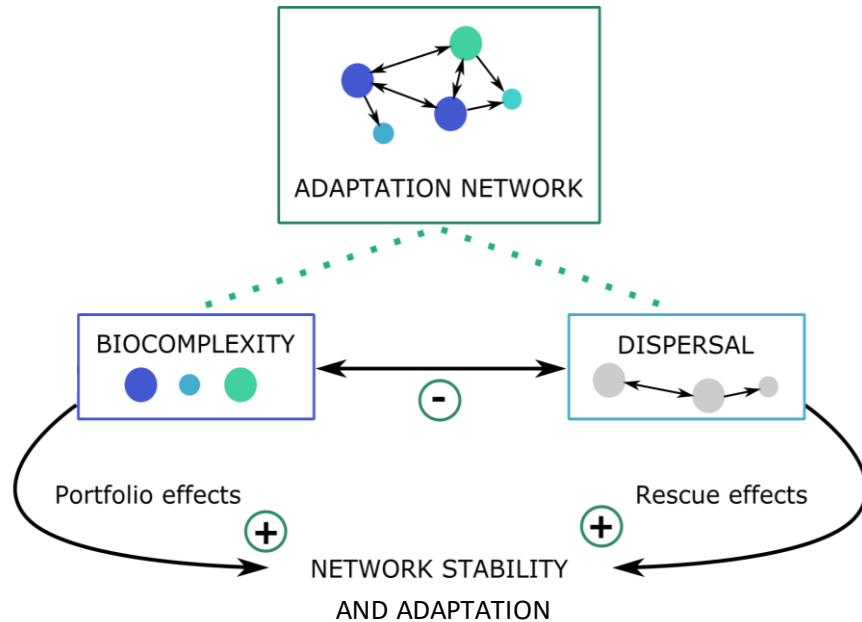 ADAPTATION NETWORK
BIOCOMPLEXITY
DISPERSAL
-
Portfolio effects
Rescue effects
+
+
NETWORK STABILITY
AND ADAPTATION